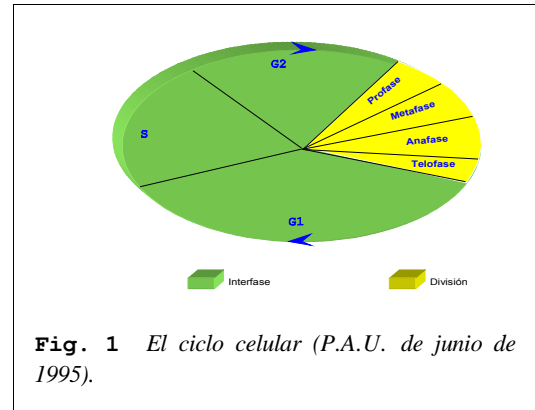 G2
Profase
Metafase
S
Anafase
Telofase
G1
Interfase
División
Fig. 1 El ciclo celular (P.A.U. de junio de
1995).